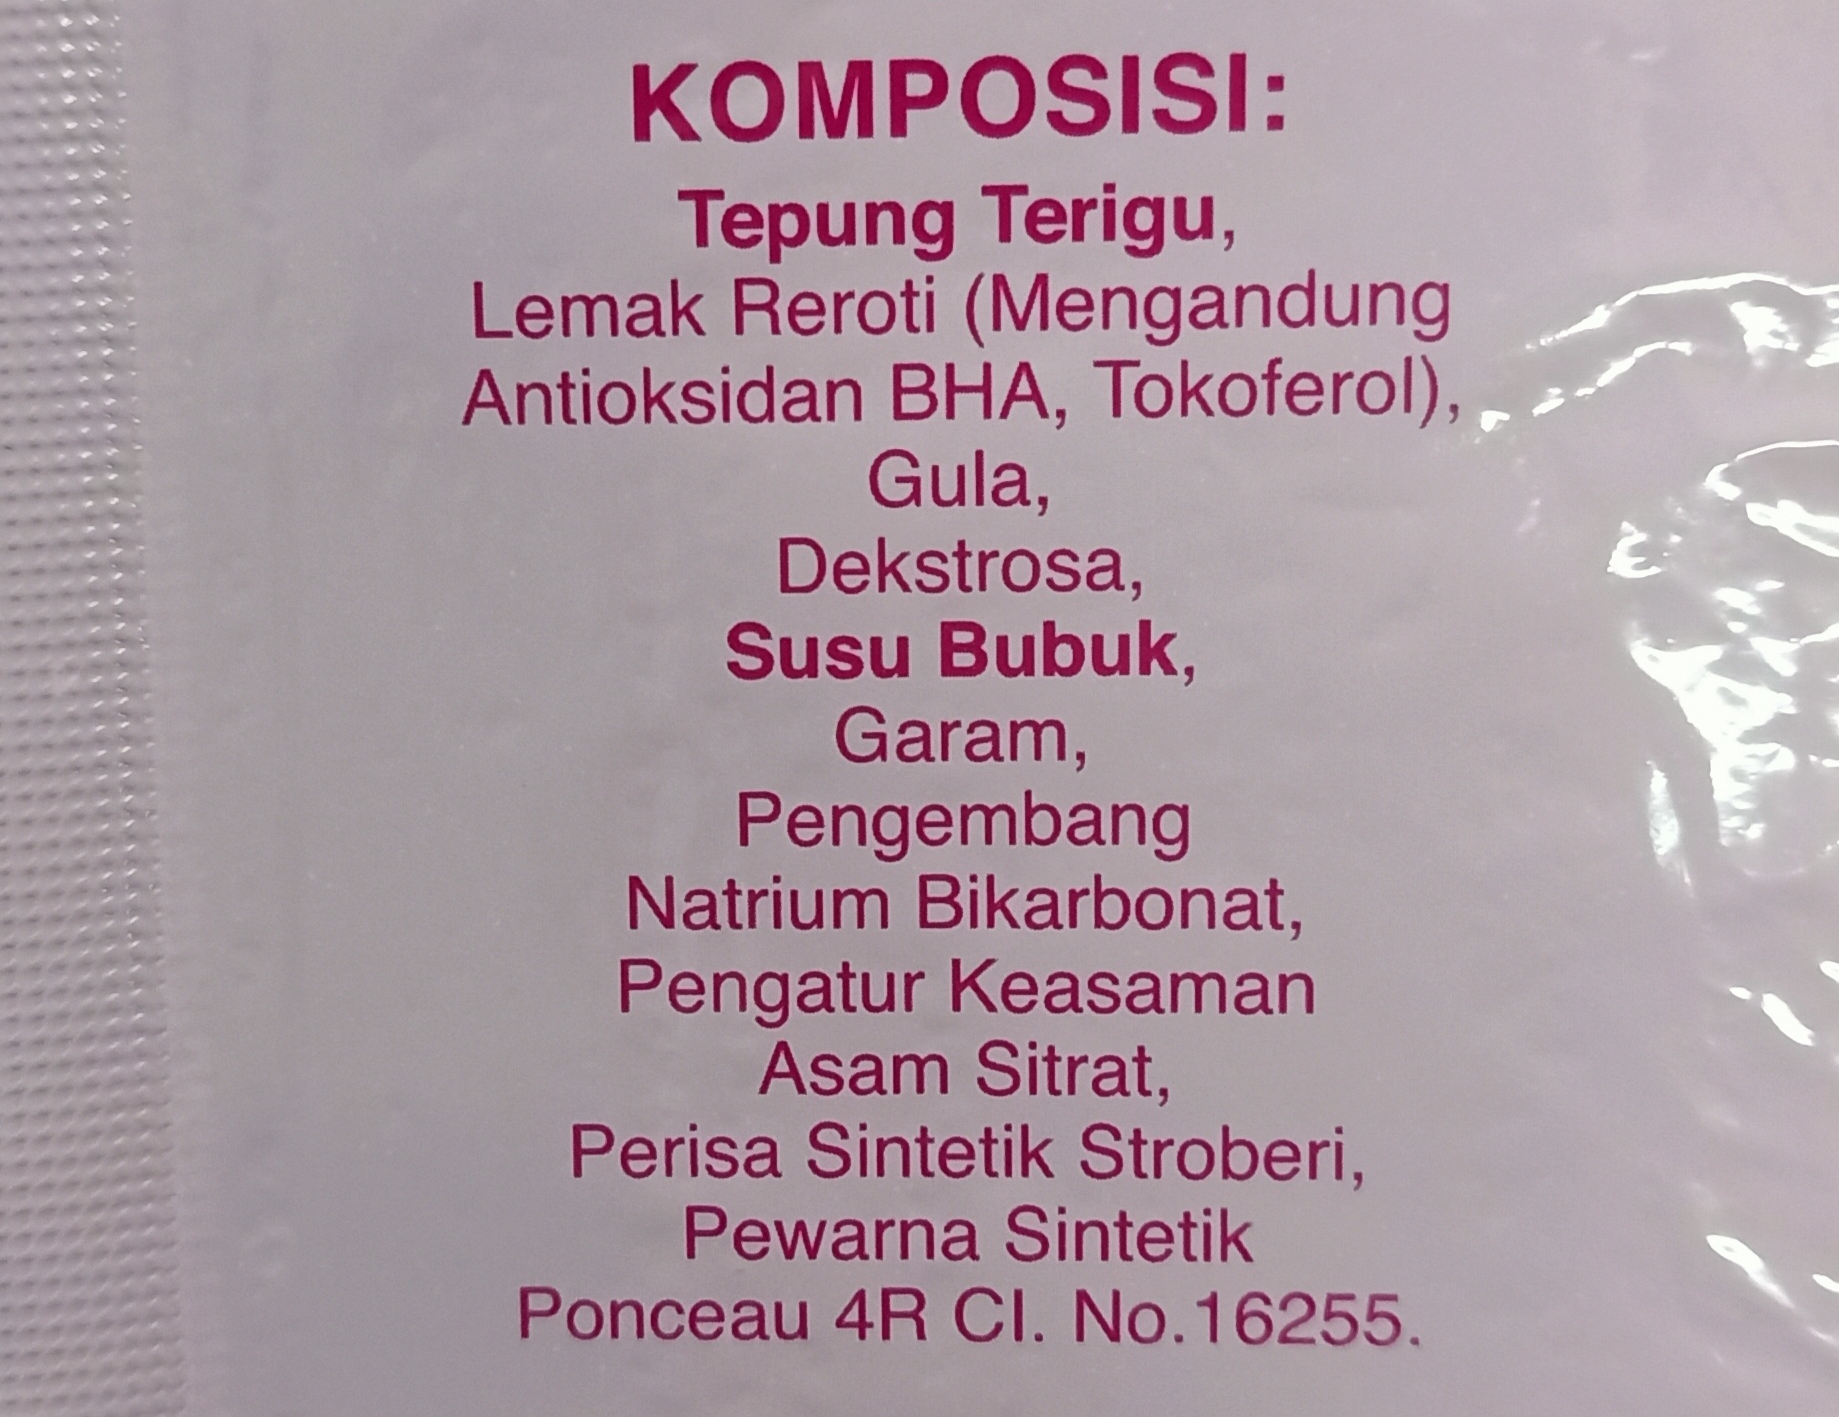 KOMPOSISI:
Tepung Terigu,
Lemak Reroti (Mengandung
Antioksidan BHA, Tokoferol),
Gula,
Dekstrosa,
Susu Bubuk,
Garam,
Pengembang
Natrium Bikarbonat,
Pengatur Keasaman
Asam Sitrat,
Perisa Sintetik Stroberi,
Pewarna Sintetik
Ponceau 4R CI. No.16255.